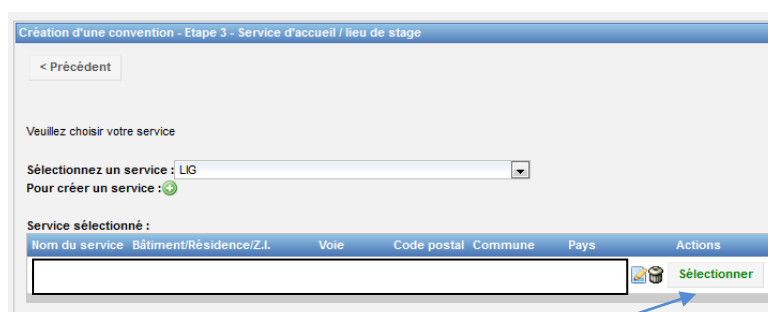 Création d'une convention - Etape 3 - Service d'accueil / lieu de stage
< Précédent
Veuillez choisir votre service
Sélectionnez un service : LIG
Pour créer un service :
Service sélectionné :
Nom du service Bâtiment/Résidence/Z.I. Voie Code postal Commune Pays Actions
Sélectionner